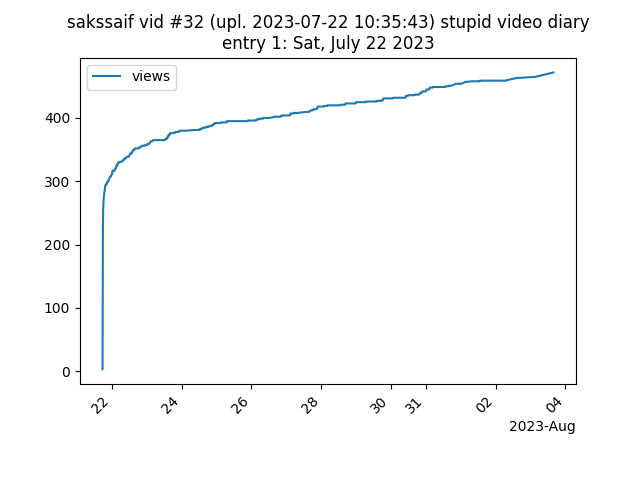 sakssaif vid #32 (upl. 2023-07-22 10:35:43) stupid video diary
entry 1: Sat, July 22 2023
views
400
300
200
100
0
22 24 26 28 30 31 02 04
2023-Aug